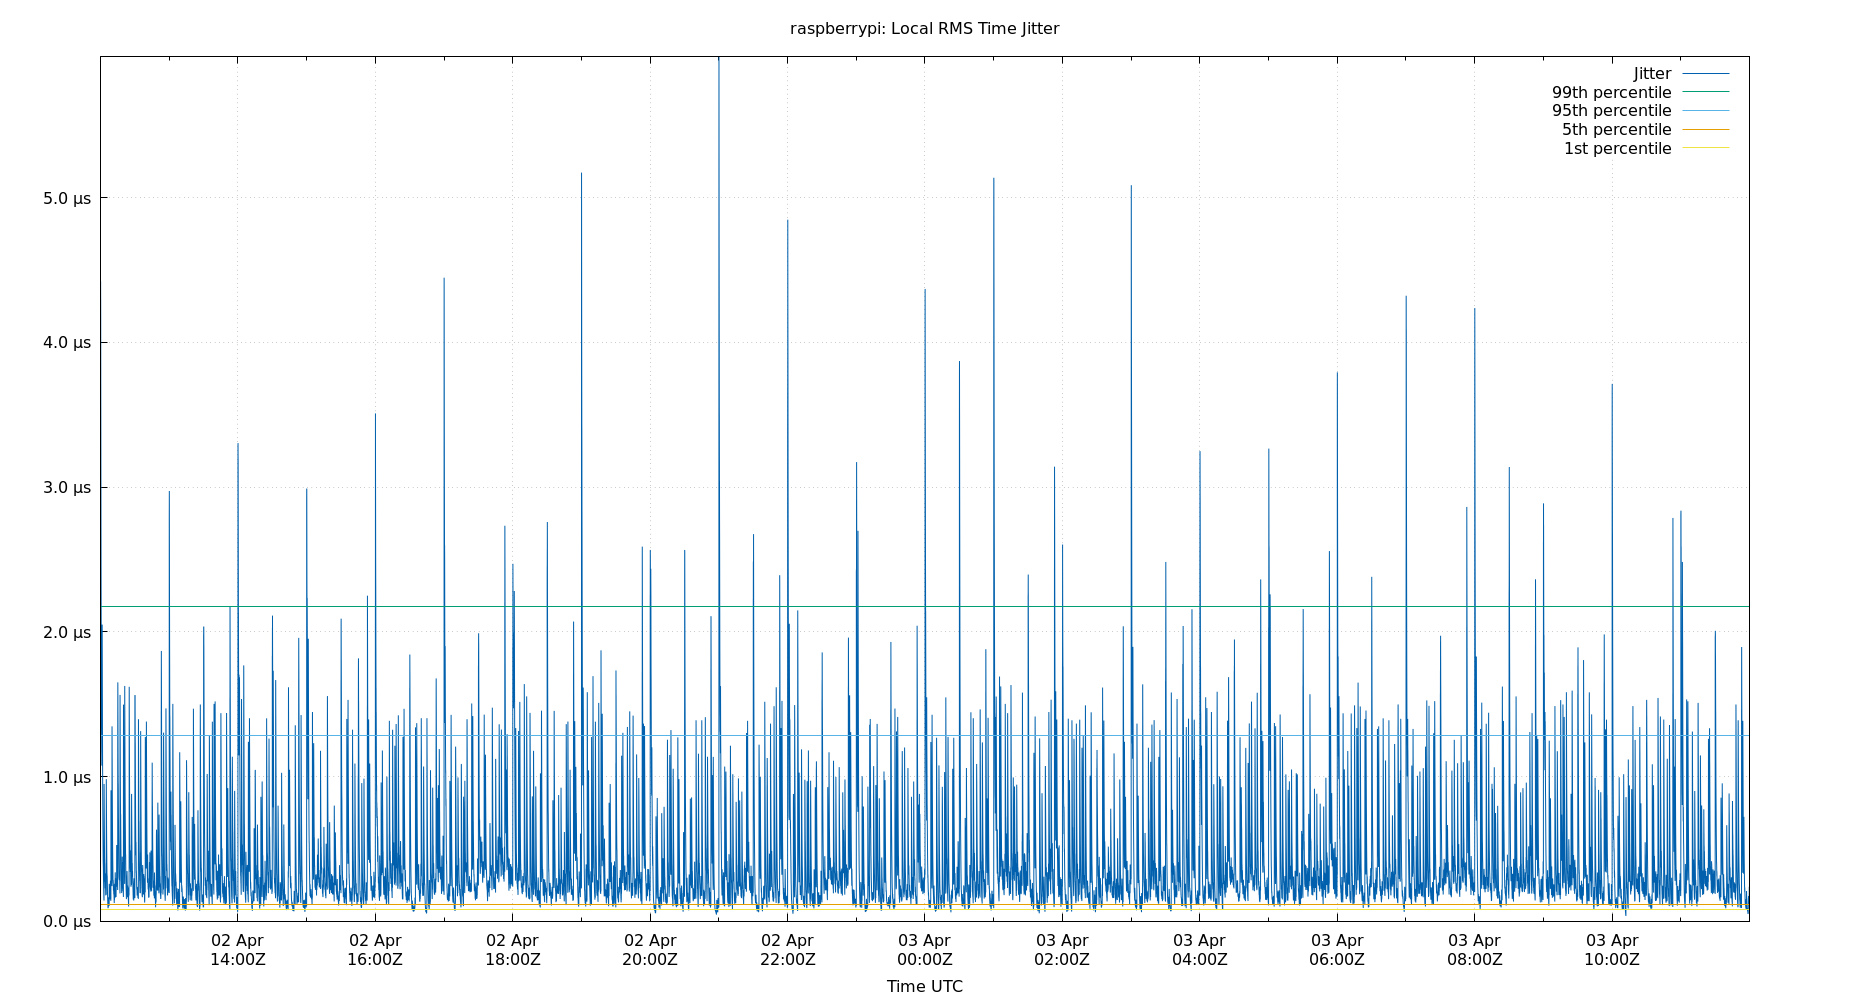 raspberrypi: Local RMS Time Jitter
Jitter
99th percentile
95th percentile
5th percentile
1st percentile
5.0 µs
4.0 µs
3.0 µs
2.0 µs
1.0 µs
0.0 µs
02 Apr 02 Apr 02 Apr 02 Apr 02 Apr 03 Apr 03 Apr 03 Apr 03 Apr 03 Apr 03 Apr
14:00Z 16:00Z 18:00Z 20:00Z 22:00Z 00:00Z 02:00Z 04:00Z 06:00Z 08:00Z 10:00Z
Time UTC